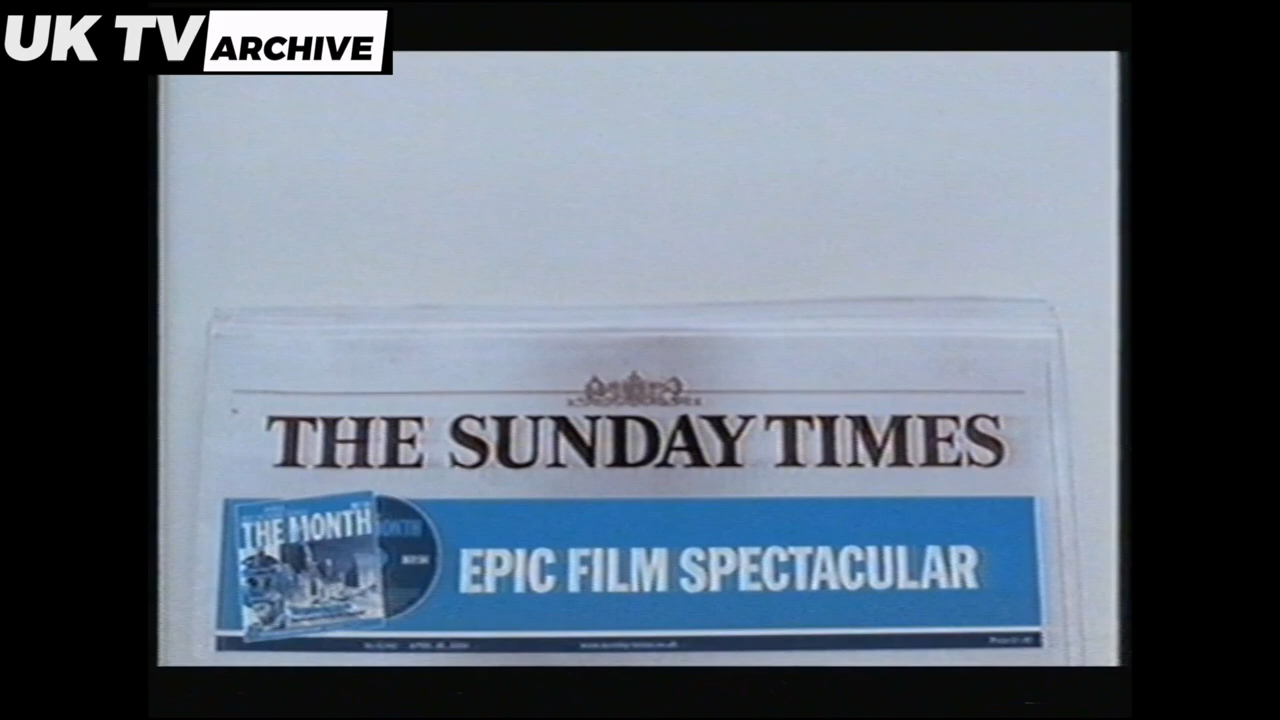 UK TV ARCHIVE
THE SUNDAY TIMES
THE MONTH
EPIC FILM SPECTACULAR